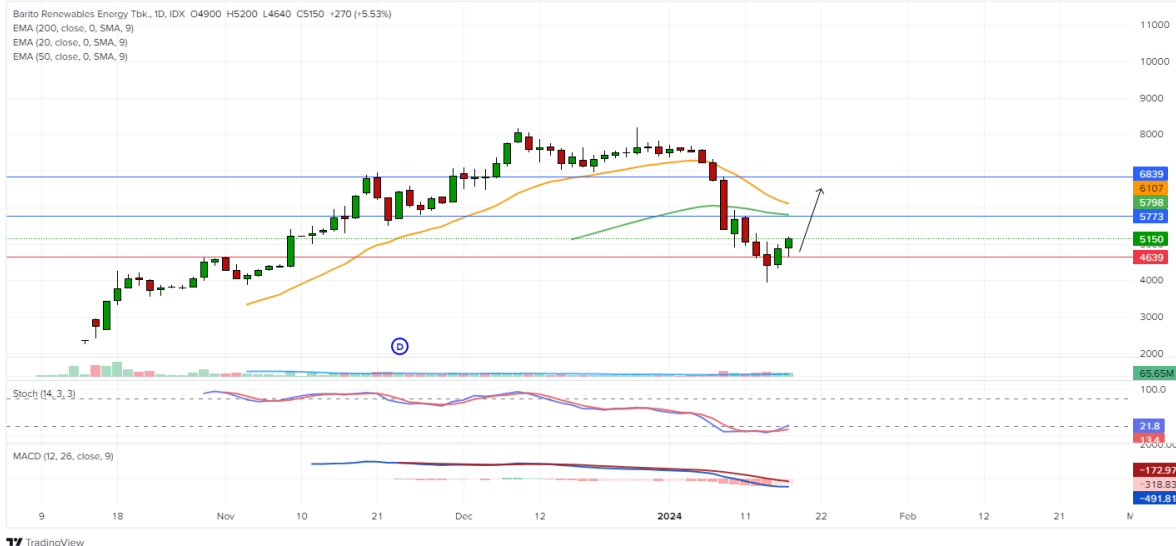 Barito Renewables Energy Tbk., 1D, IDX O4900 H5200 L4640 C5150 +270 (+5.53%)
EMA (200, close, 0, SMA, 9)
EMA (20, close, 0, SMA, 9)
EMA (50, close, 0, SMA, 9)
11000
10000
9000
8000
6839
6107
5798
5773
5150
4639
4000
3000
2000
D
65.65M
Stoch (14, 3, 3)
100.0
21.8
13.4
MACD (12, 26, close, 9)
−172.97
−318.83
−491.81
9 18 Nov 10 21 Dec 12 2024 11 22 Feb 12 21
TradingView